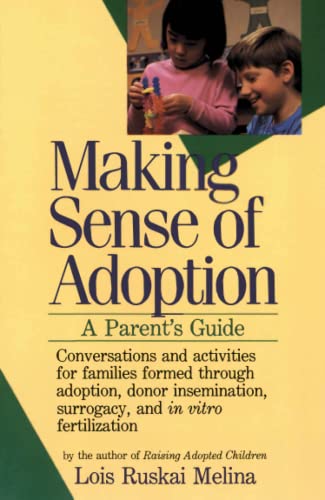 Making
Sense of
Adoption
A Parent's Guide
Conversations and activities
for families formed through
adoption, donor insemination,
surrogacy, and in vitro
fertilization
by the author of Raising Adopted Children
Lois Ruskai Melina